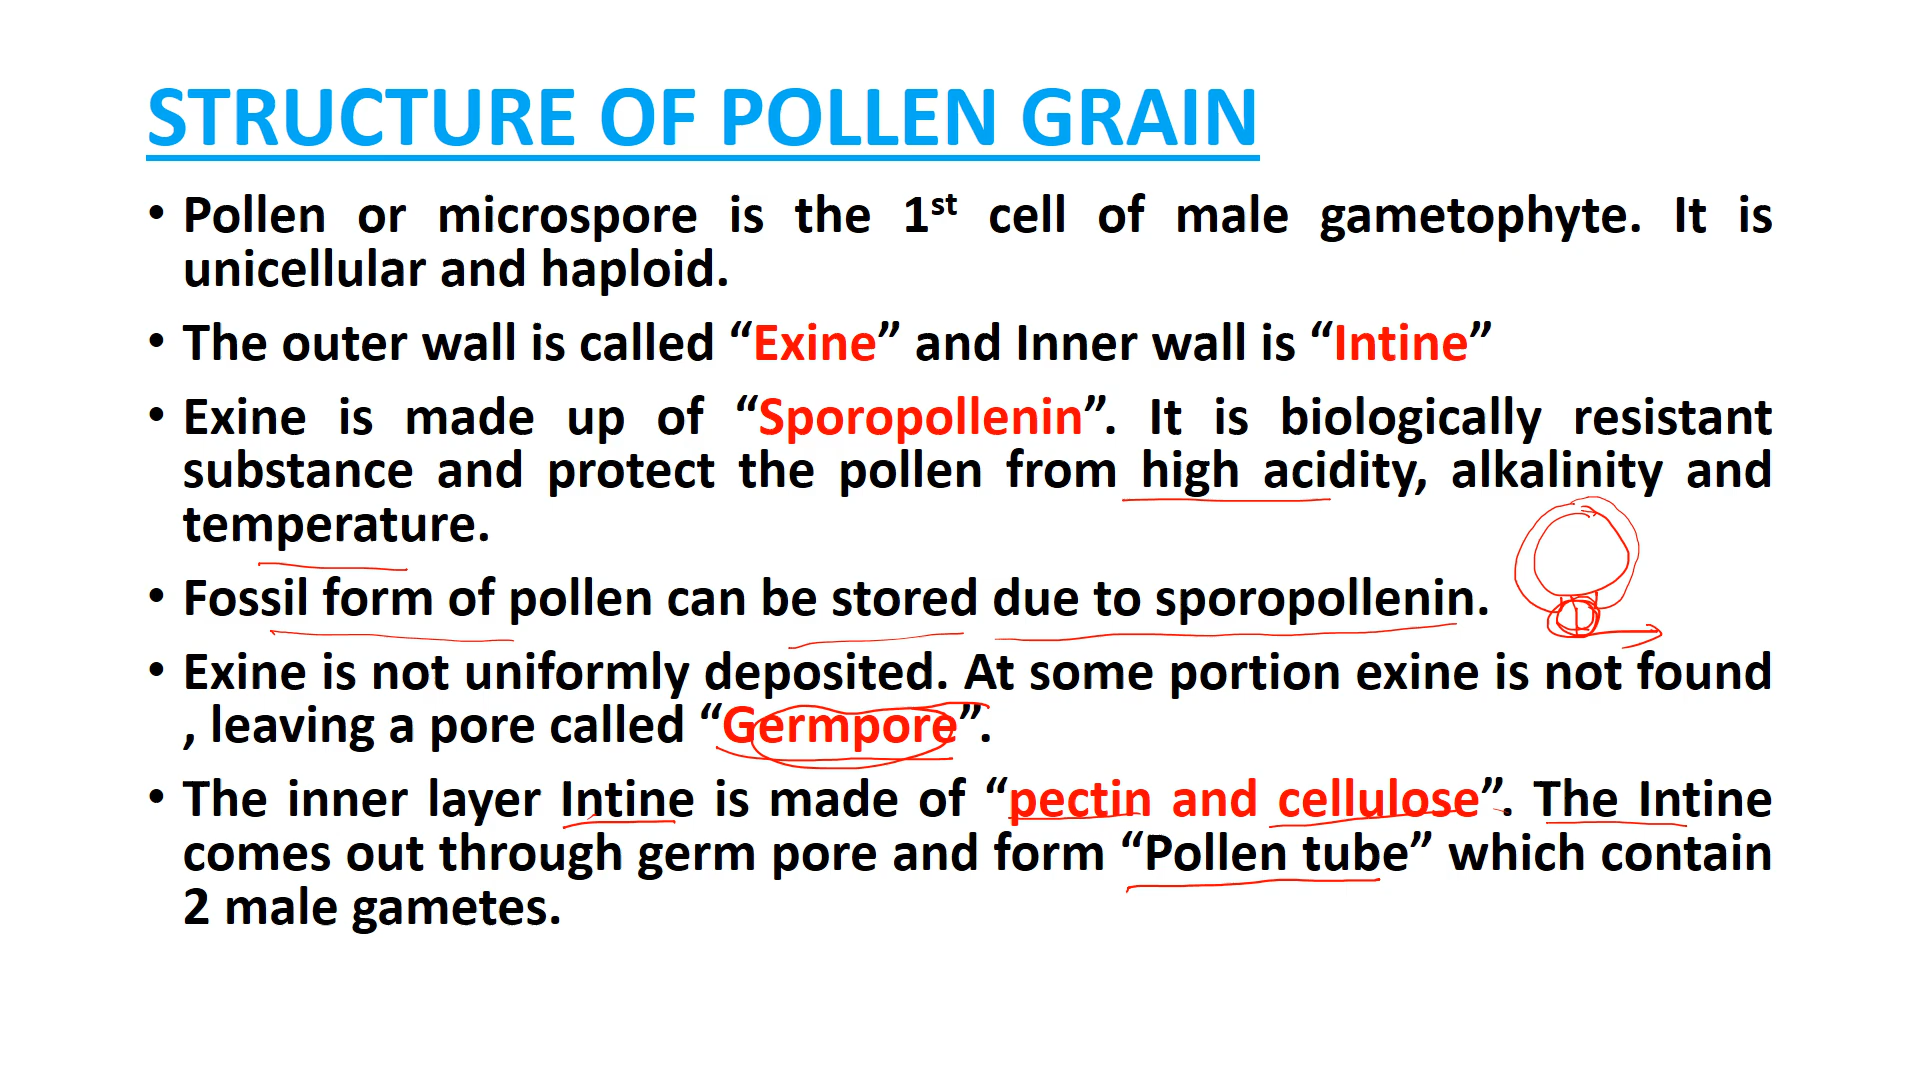 STRUCTURE OF POLLEN GRAIN
• Pollen or microspore is the 1st cell of male gametophyte. It is
unicellular and haploid.
• The outer wall is called “Exine” and Inner wall is “Intine”
• Exine is made up of “Sporopollenin”. It is biologically resistant
substance and protect the pollen from high acidity, alkalinity and
temperature.
• Fossil form of pollen can be stored due to sporopollenin.
• Exine is not uniformly deposited. At some portion exine is not found
, leaving a pore called “Germpore”.
• The inner layer Intine is made of “pectin and cellulose”. The Intine
comes out through germ pore and form “Pollen tube” which contain
2 male gametes.